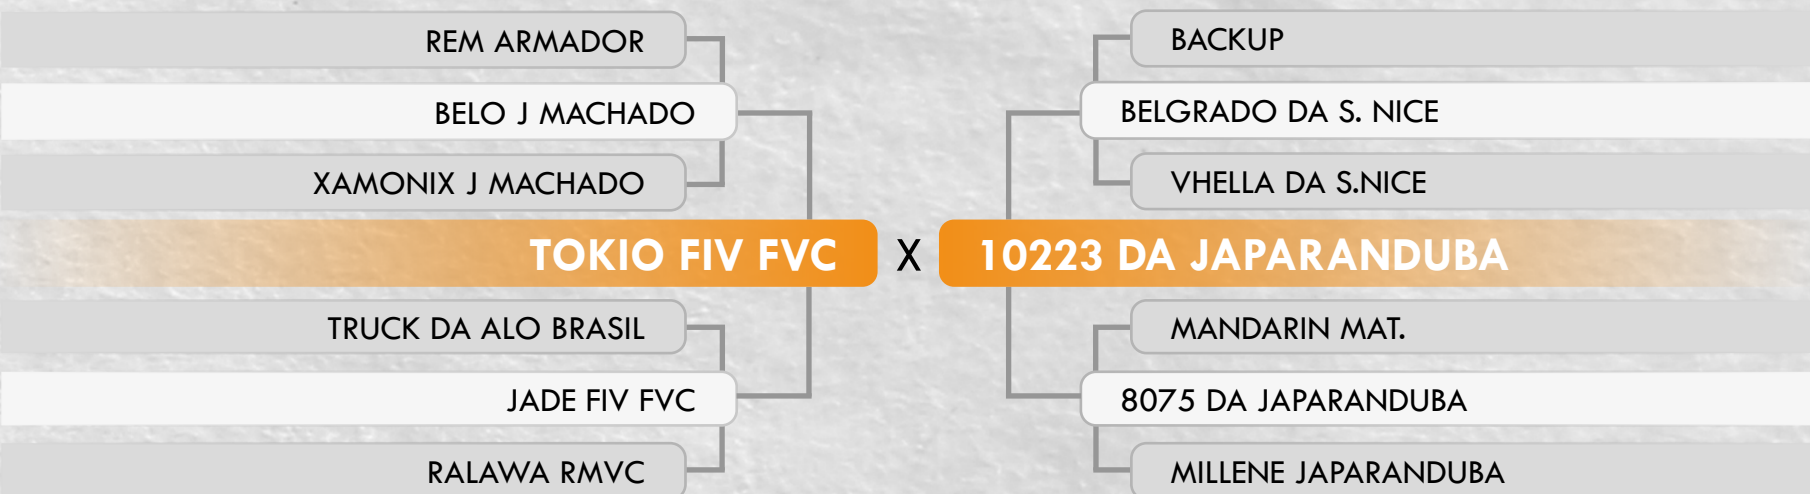 REM ARMADOR
BELO J MACHADO
XAMONIX J MACHADO
TOKIO FIV FVC
TRUCK DA ALO BRASIL
JADE FIV FVC
RALAWA RMVC
X
BACKUP
BELGRADO DA S. NICE
VHELLA DA S.NICE
10223 DA JAPARANDUBA
MANDARIN MAT.
8075 DA JAPARANDUBA
MILLENE JAPARANDUBA